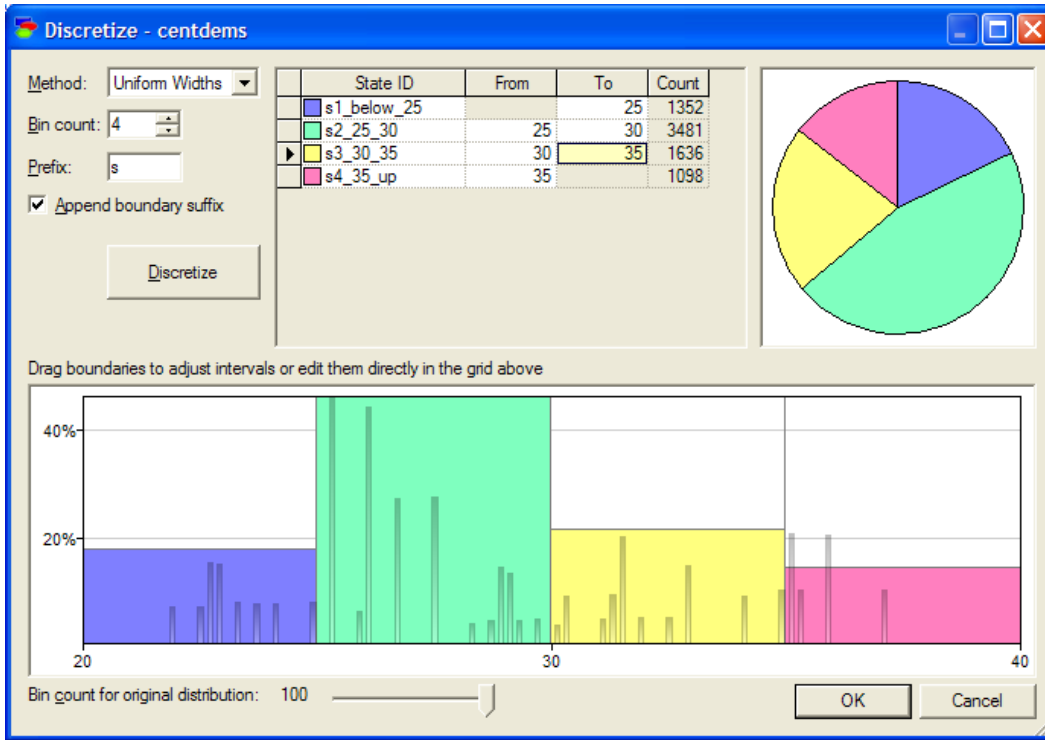 Discretize - centdems
Method: Uniform Widths
Bin count: 4
Prefix: s
Append boundary suffix
Discretize
State ID From To Count
s1_below_25 25 1352
s2_25_30 25 30 3481
s3_30_35 30 35 1636
s4_35_up 35 1098
Drag boundaries to adjust intervals or edit them directly in the grid above
40%
20%
20 30 40
Bin count for original distribution: 100
OK Cancel